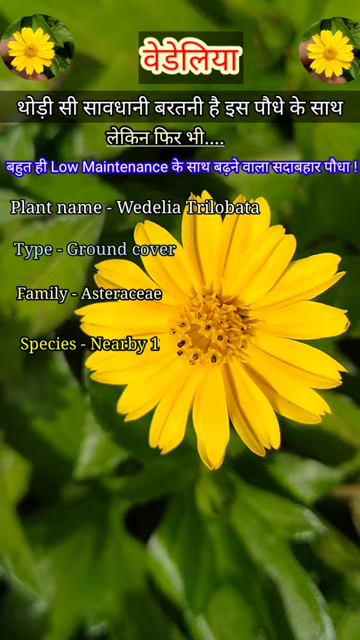 वेडेलिया
थोड़ी सी सावधानी बरतनी है इस पौधे के साथ
लेकिन फिर भी....
बहुत ही Low Maintenance के साथ बढ़ने वाला सदाबहार पौधा !
Plant name - Wedelia Trilobata
Type - Ground cover
Family - Asteraceae
Species - Nearby 1